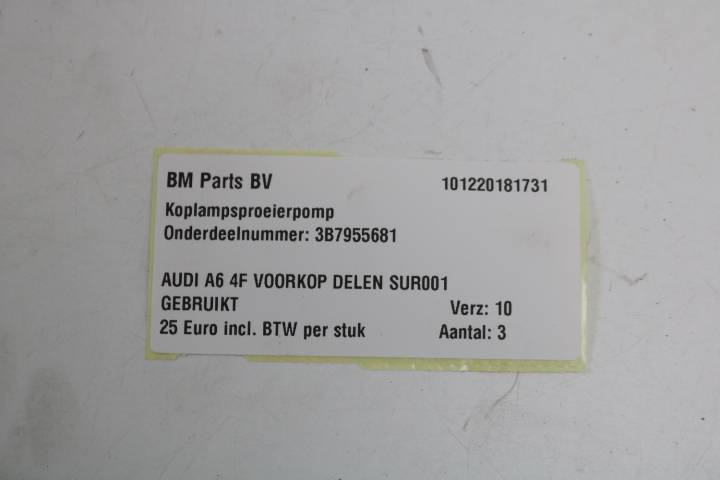 BM Parts BV 101220181731
Koplampsproeierpomp
Onderdeelnummer: 3B7955681
AUDI A6 4F VOORKOP DELEN SUR001
GEBRUIKT Verz: 10
25 Euro incl. BTW per stuk Aantal: 3